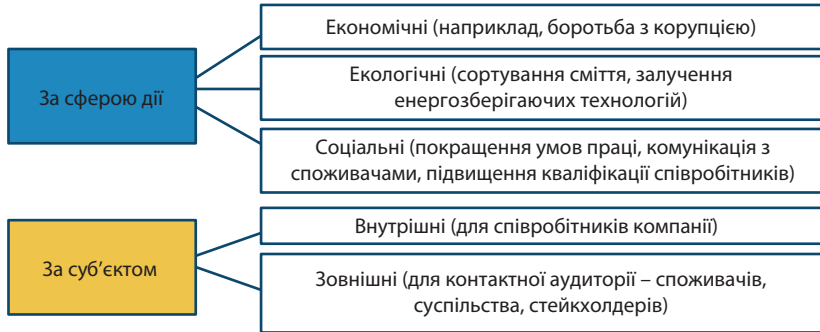 За сферою дії
Економічні (наприклад, боротьба з корупцією)
Екологічні (сортування сміття, залучення
енергозберігаючих технологій)
Соціальні (покращення умов праці, комунікація з
споживачами, підвищення кваліфікації співробітників)
За суб’єктом
Внутрішні (для співробітників компанії)
Зовнішні (для контактної аудиторії – споживачів,
суспільства, стейкхолдерів)